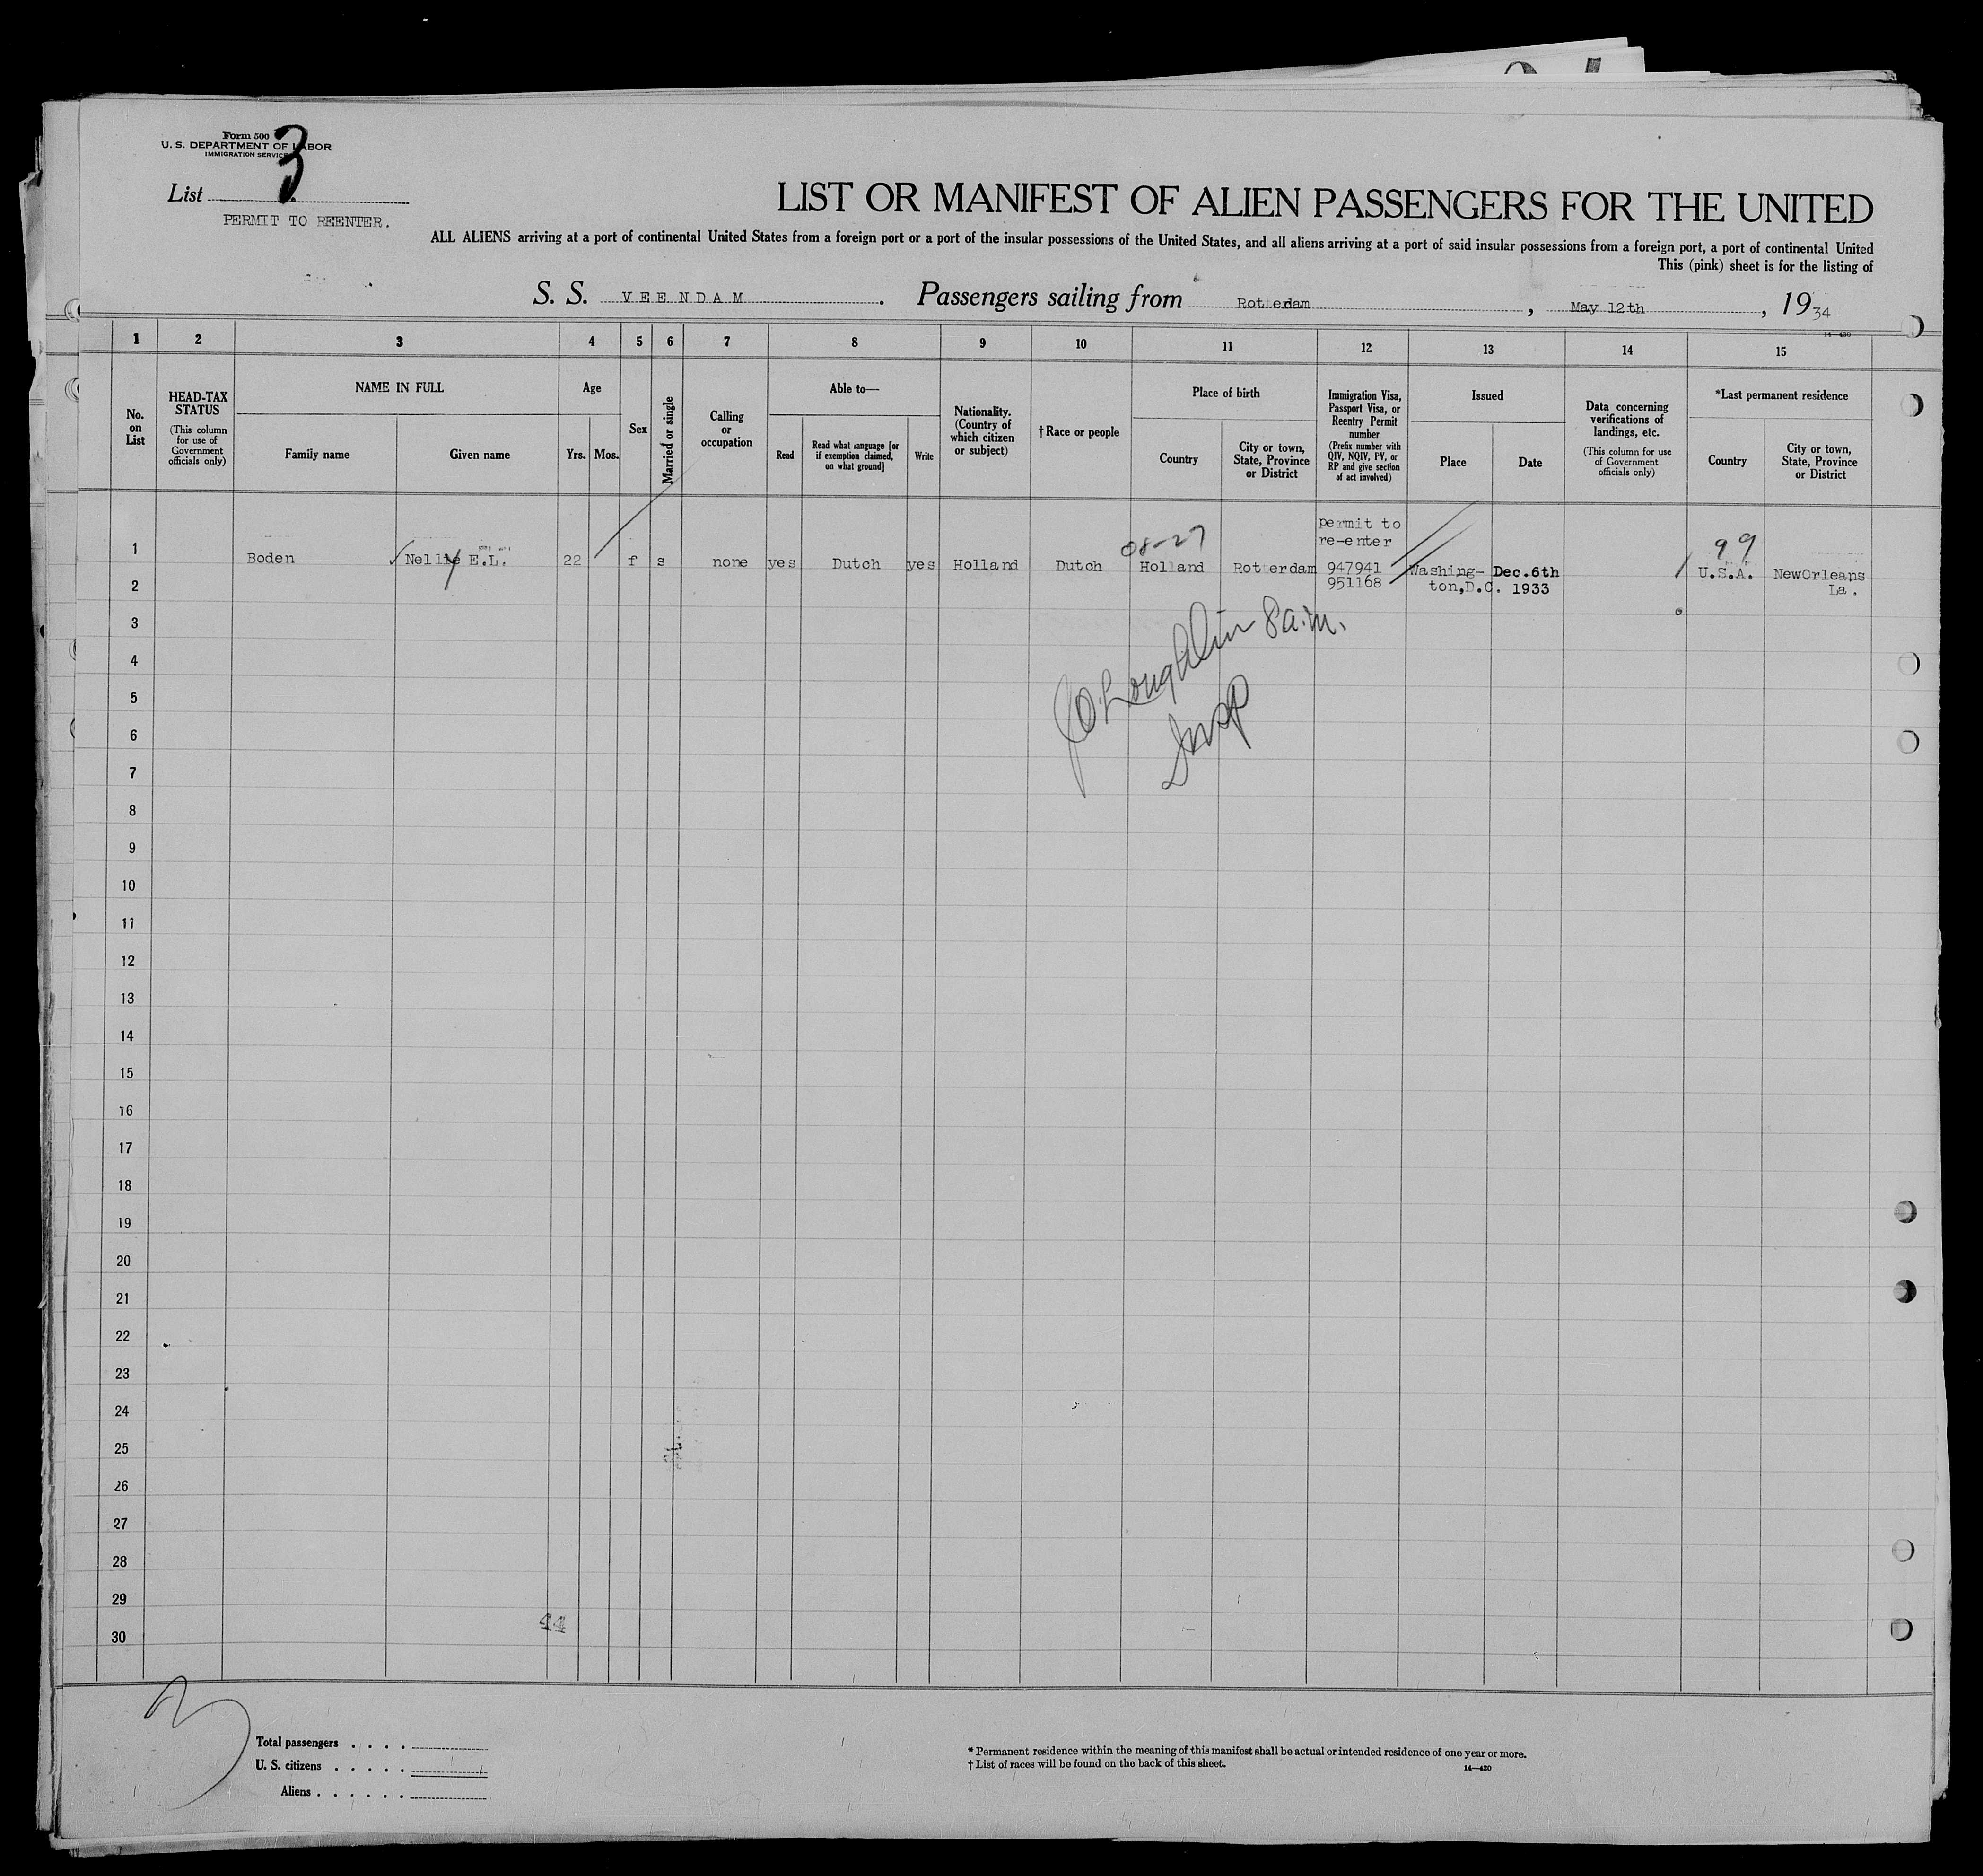 Form 500
U. S. DEPARTMENT OF LABOR
IMMIGRATION SERVICE
List 3
PERMIT TO REENTER.
LIST OR MANIFEST OF ALIEN PASSENGERS FOR THE UNITED
ALL ALIENS arriving at a port of continental United States from a foreign port or a port of the insular possessions of the United States, and all aliens arriving at a port of said insular possessions from a foreign port, a port of continental United
This (pink) sheet is for the listing of
S. S. VEENDAM. Passengers sailing from Rotterdam, May 12th, 1934
14—430
1 2 3 4 5 6 7 8 9 10 11 12 13 14 15
No. on List
HEAD-TAX STATUS
(This column for use of Government officials only)
NAME IN FULL
Family name
Given name
Age
Yrs. Mos.
Sex
Married or single
Calling or occupation
Able to—
Read
Read what language [or if exemption claimed, on what ground]
Write
Nationality. (Country of which citizen or subject)
†Race or people
Place of birth
Country
City or town, State, Province or District
Immigration Visa, Passport Visa, or Reentry Permit number
(Prefix number with QIV, NQIV, PV, or RP and give section of act involved)
Issued
Place
Date
Data concerning verifications of landings, etc.
(This column for use of Government officials only)
*Last permanent residence
Country
City or town, State, Province or District
permit to
re-enter
08-27
99
1 Boden Nellie E.L. 22 f s none yes Dutch yes Holland Dutch Holland Rotterdam 947941 Washing- Dec.6th U.S.A. NewOrleans
2 951168 ton,D.C. 1933 La.
8 a.m.
3
4
5
Insp
6
7
8
9
10
11
12
13
14
15
16
17
18
19
20
21
22
23
24
25
26
27
28
29
44
30
3
Total passengers
U. S. citizens
Aliens
* Permanent residence within the meaning of this manifest shall be actual or intended residence of one year or more.
† List of races will be found on the back of this sheet.
14—430